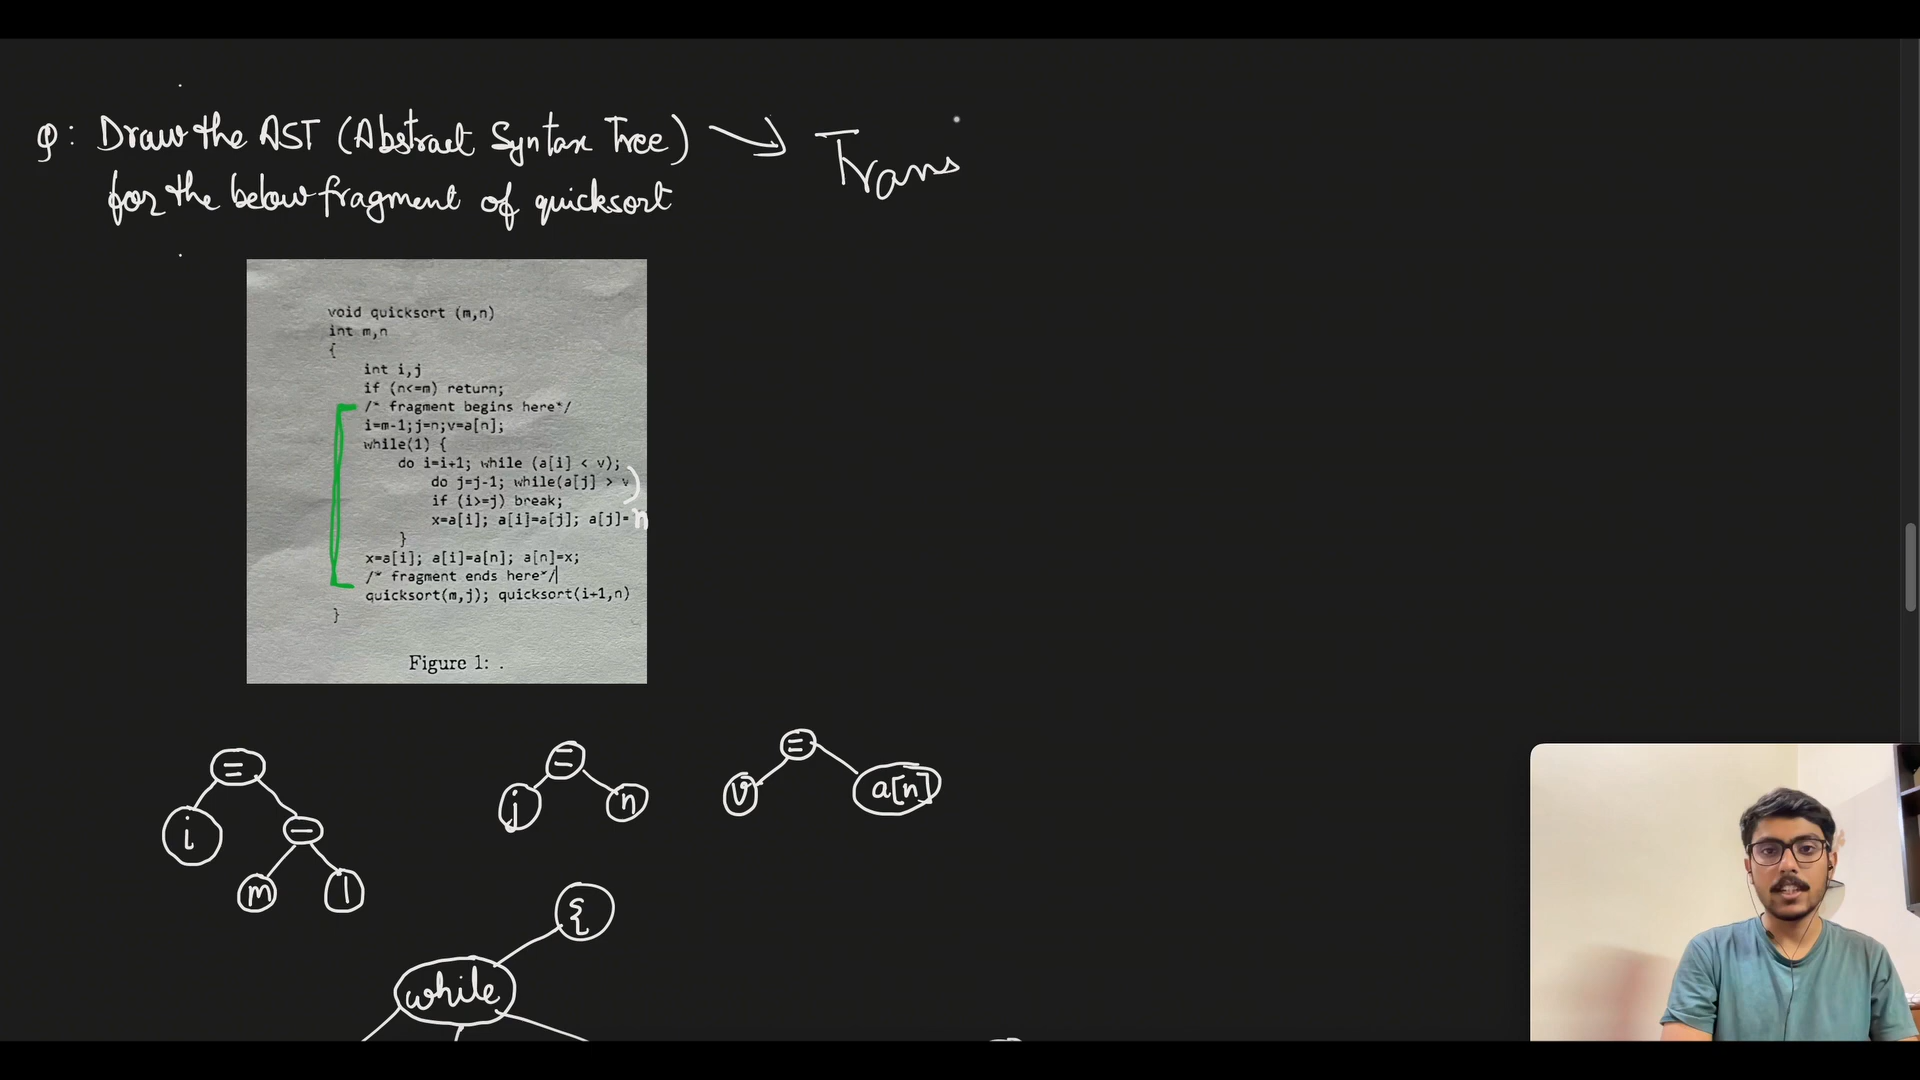 Q: Draw the AST (Abstract Syntax Tree) → Trans
for the below fragment of quicksort
void quicksort (m,n)
int m,n
{
int i,j
if (n<=m) return;
/* fragment begins here*/
i=m-1;j=n;v=a[n];
while(1) {
do i=i+1; while (a[i] < v);
do j=j-1; while(a[j] > v)
if (i>=j) break;
x=a[i]; a[i]=a[j]; a[j]=
}
x=a[i]; a[i]=a[n]; a[n]=x;
/* fragment ends here*/
quicksort(m,j); quicksort(i+1,n)
}
Figure 1: .
= = =
i - j n v a[n]
m 1
{
while